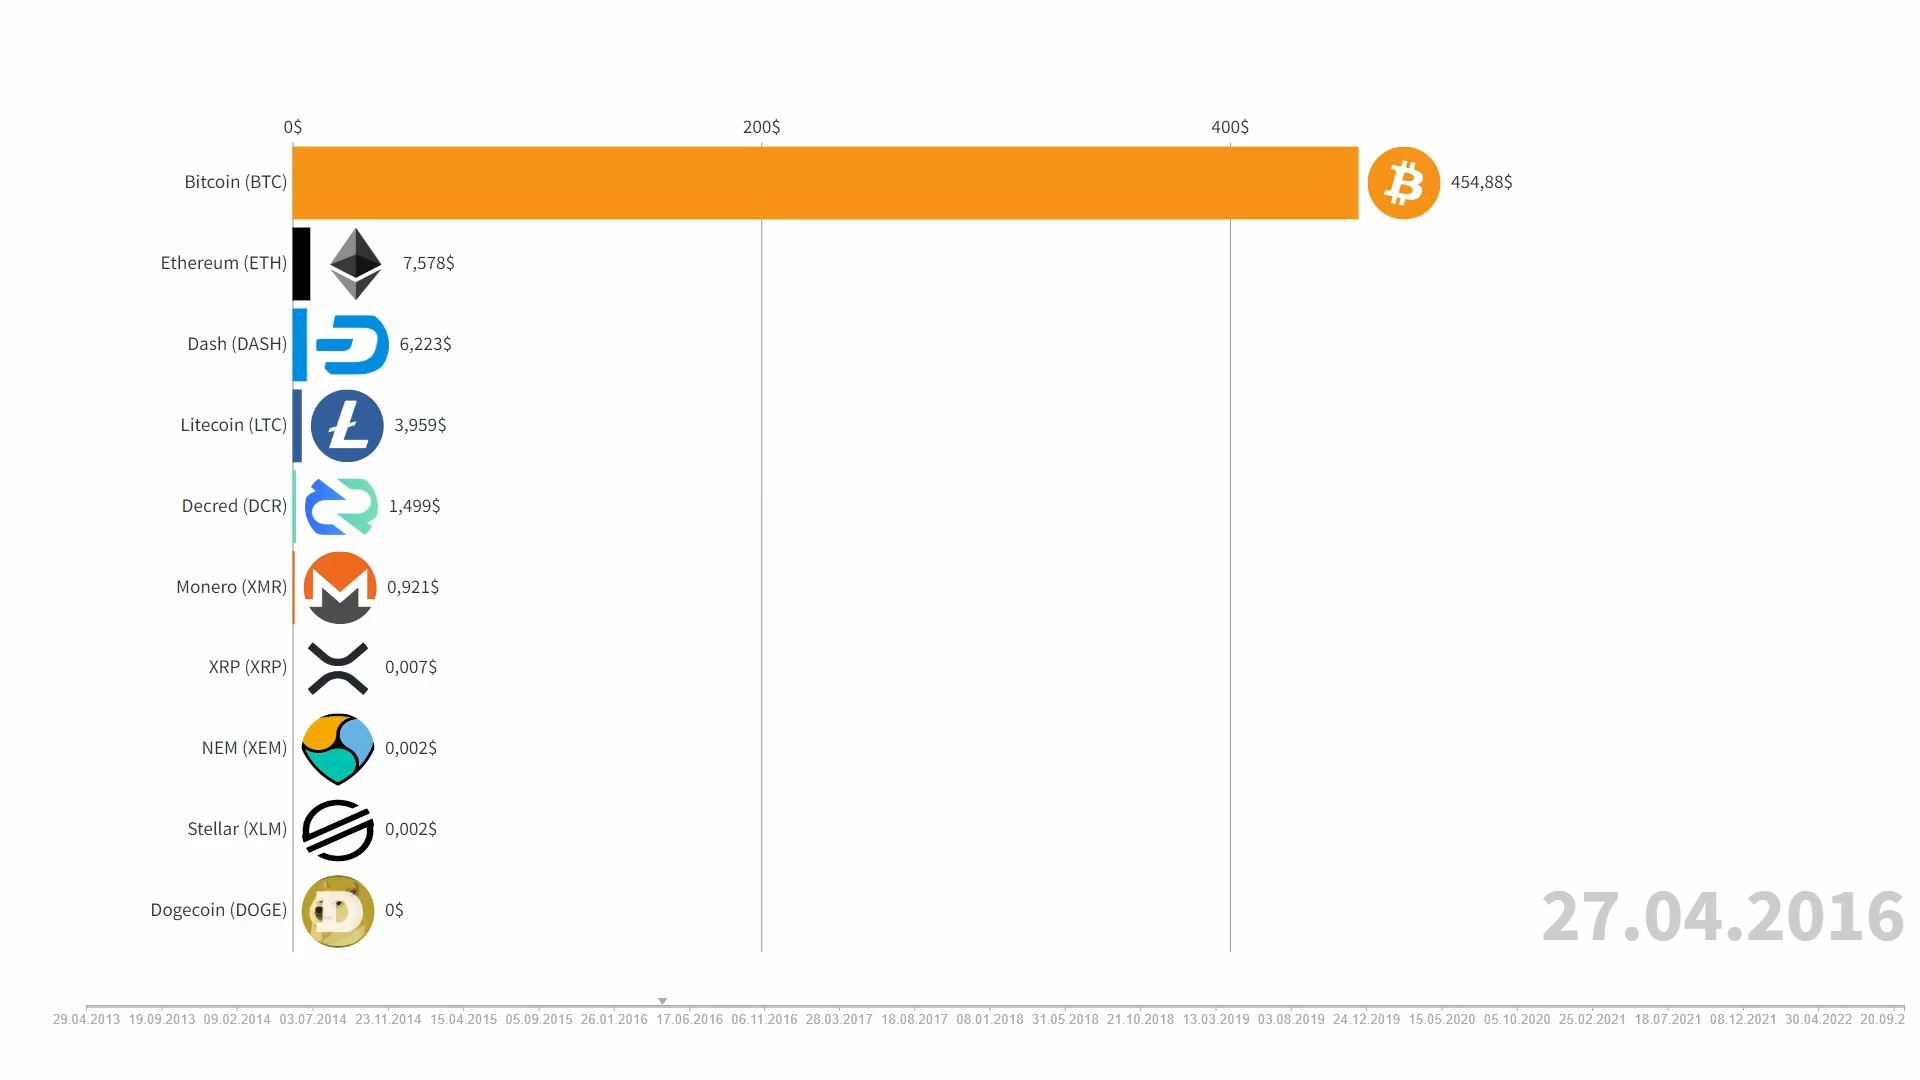 0$ 200$ 400$
Bitcoin (BTC) 454,88$
Ethereum (ETH) 7,578$
Dash (DASH) 6,223$
Litecoin (LTC) 3,959$
Decred (DCR) 1,499$
Monero (XMR) 0,921$
XRP (XRP) 0,007$
NEM (XEM) 0,002$
Stellar (XLM) 0,002$
Dogecoin (DOGE) D 0$
27.04.2016
29.04.2013 19.09.2013 09.02.2014 03.07.2014 23.11.2014 15.04.2015 05.09.2015 26.01.2016 17.06.2016 06.11.2016 28.03.2017 18.08.2017 08.01.2018 31.05.2018 21.10.2018 13.03.2019 03.08.2019 24.12.2019 15.05.2020 05.10.2020 25.02.2021 18.07.2021 08.12.2021 30.04.2022 20.09.2